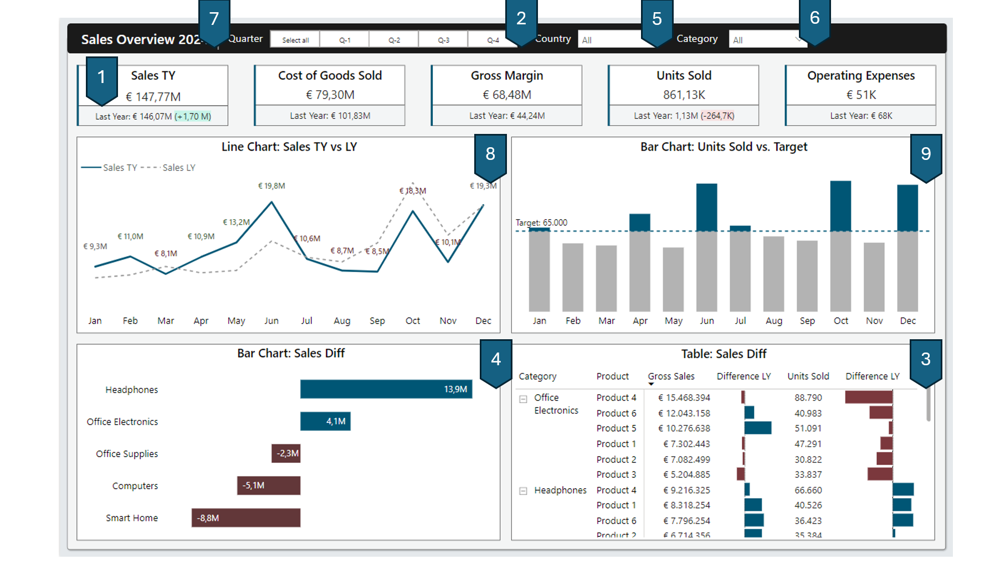 7
2
5
6
Sales Overview 202
Quarter
Select all
Q-1
Q-2
Q-3
Q-4
Country
All
Category
All
1
Sales TY
€ 147,77M
Last Year: € 146,07M (+1,70 M)
Cost of Goods Sold
€ 79,30M
Last Year: € 101,83M
Gross Margin
€ 68,48M
Last Year: € 44,24M
Units Sold
861,13K
Last Year: 1,13M (-264,7K)
Operating Expenses
€ 51K
Last Year: € 68K
Line Chart: Sales TY vs LY
8
Sales TY
Sales LY
€ 9,3M
€ 11,0M
€ 8,1M
€ 10,9M
€ 13,2M
€ 19,8M
€ 10,6M
€ 8,7M
€ 8,5M
€ 18,3M
€ 10,1M
€ 19,3M
Jan Feb Mar Apr May Jun Jul Aug Sep Oct Nov Dec
Bar Chart: Units Sold vs. Target
9
Target: 65.000
Jan Feb Mar Apr May Jun Jul Aug Sep Oct Nov Dec
Bar Chart: Sales Diff
4
Headphones 13,9M
Office Electronics 4,1M
Office Supplies -2,3M
Computers -5,1M
Smart Home -8,8M
Table: Sales Diff
3
Category Product Gross Sales Difference LY Units Sold Difference LY
Office Product 4 € 15.468.394 88.790
Electronics
Product 6 € 12.043.158 40.983
Product 5 € 10.276.638 51.091
Product 1 € 7.302.443 47.291
Product 2 € 7.082.499 30.822
Product 3 € 5.204.885 33.837
Headphones Product 4 € 9.216.325 66.660
Product 1 € 8.318.254 40.526
Product 6 € 7.796.254 36.423
Product 2 € 6.714.356 35.384